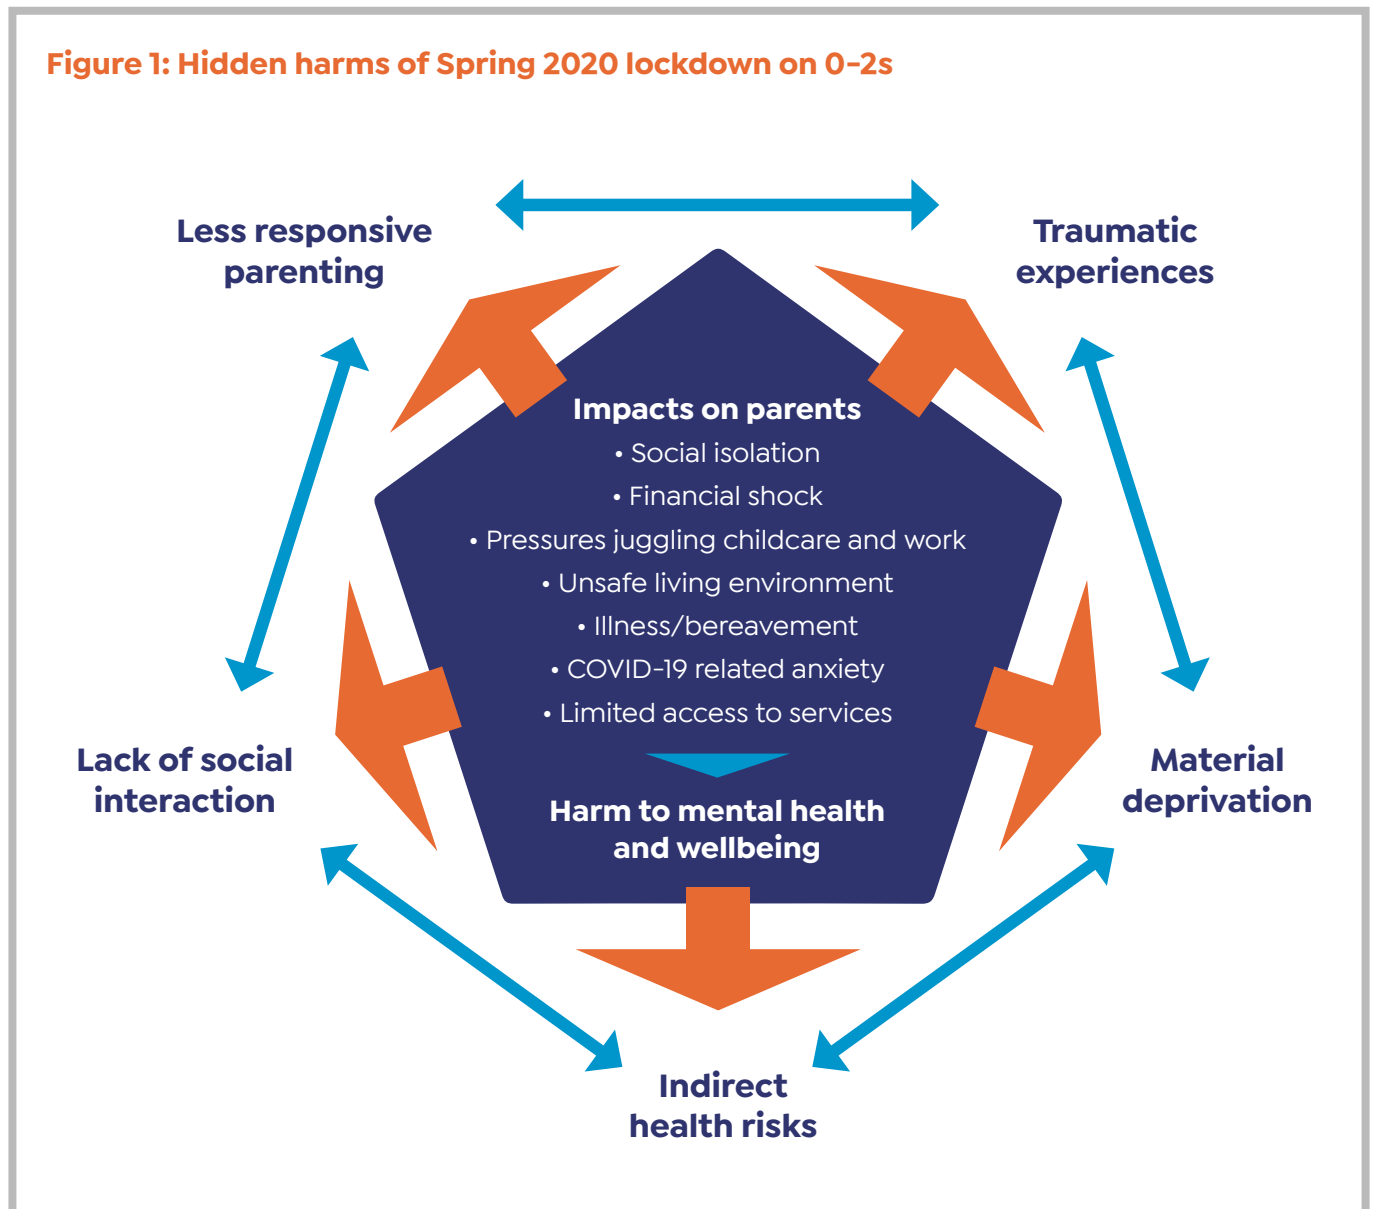 Figure 1: Hidden harms of Spring 2020 lockdown on 0-2s
Less responsive
parenting
Traumatic
experiences
Impacts on parents
• Social isolation
• Financial shock
• Pressures juggling childcare and work
• Unsafe living environment
• Illness/bereavement
• COVID-19 related anxiety
• Limited access to services
Harm to mental health
and wellbeing
Lack of social
interaction
Material
deprivation
Indirect
health risks